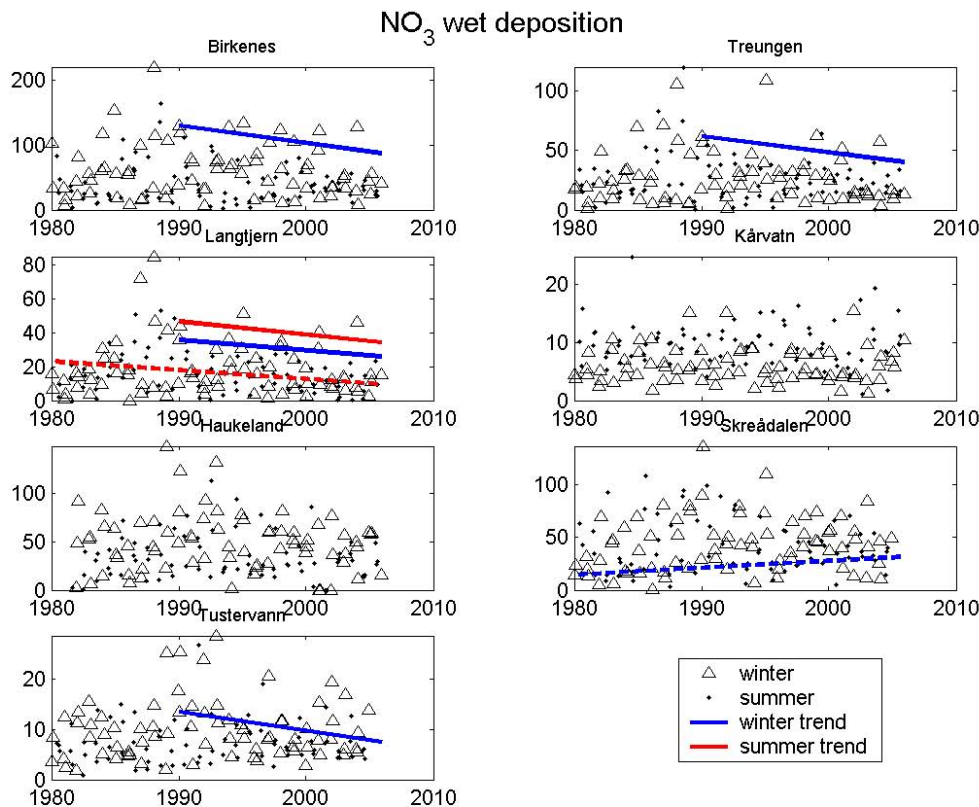 NO3 wet deposition
Birkenes
200
100
0
1980 1990 2000 2010
Treungen
100
50
0
1980 1990 2000 2010
Langtjern
80
60
40
20
0
1980 1990 2000 2010
Kårvatn
20
10
0
1980 1990 2000 2010
Haukeland
100
50
0
1980 1990 2000 2010
Skreådalen
100
50
0
1980 1990 2000 2010
Tustervann
20
10
0
1980 1990 2000 2010
winter
summer
winter trend
summer trend